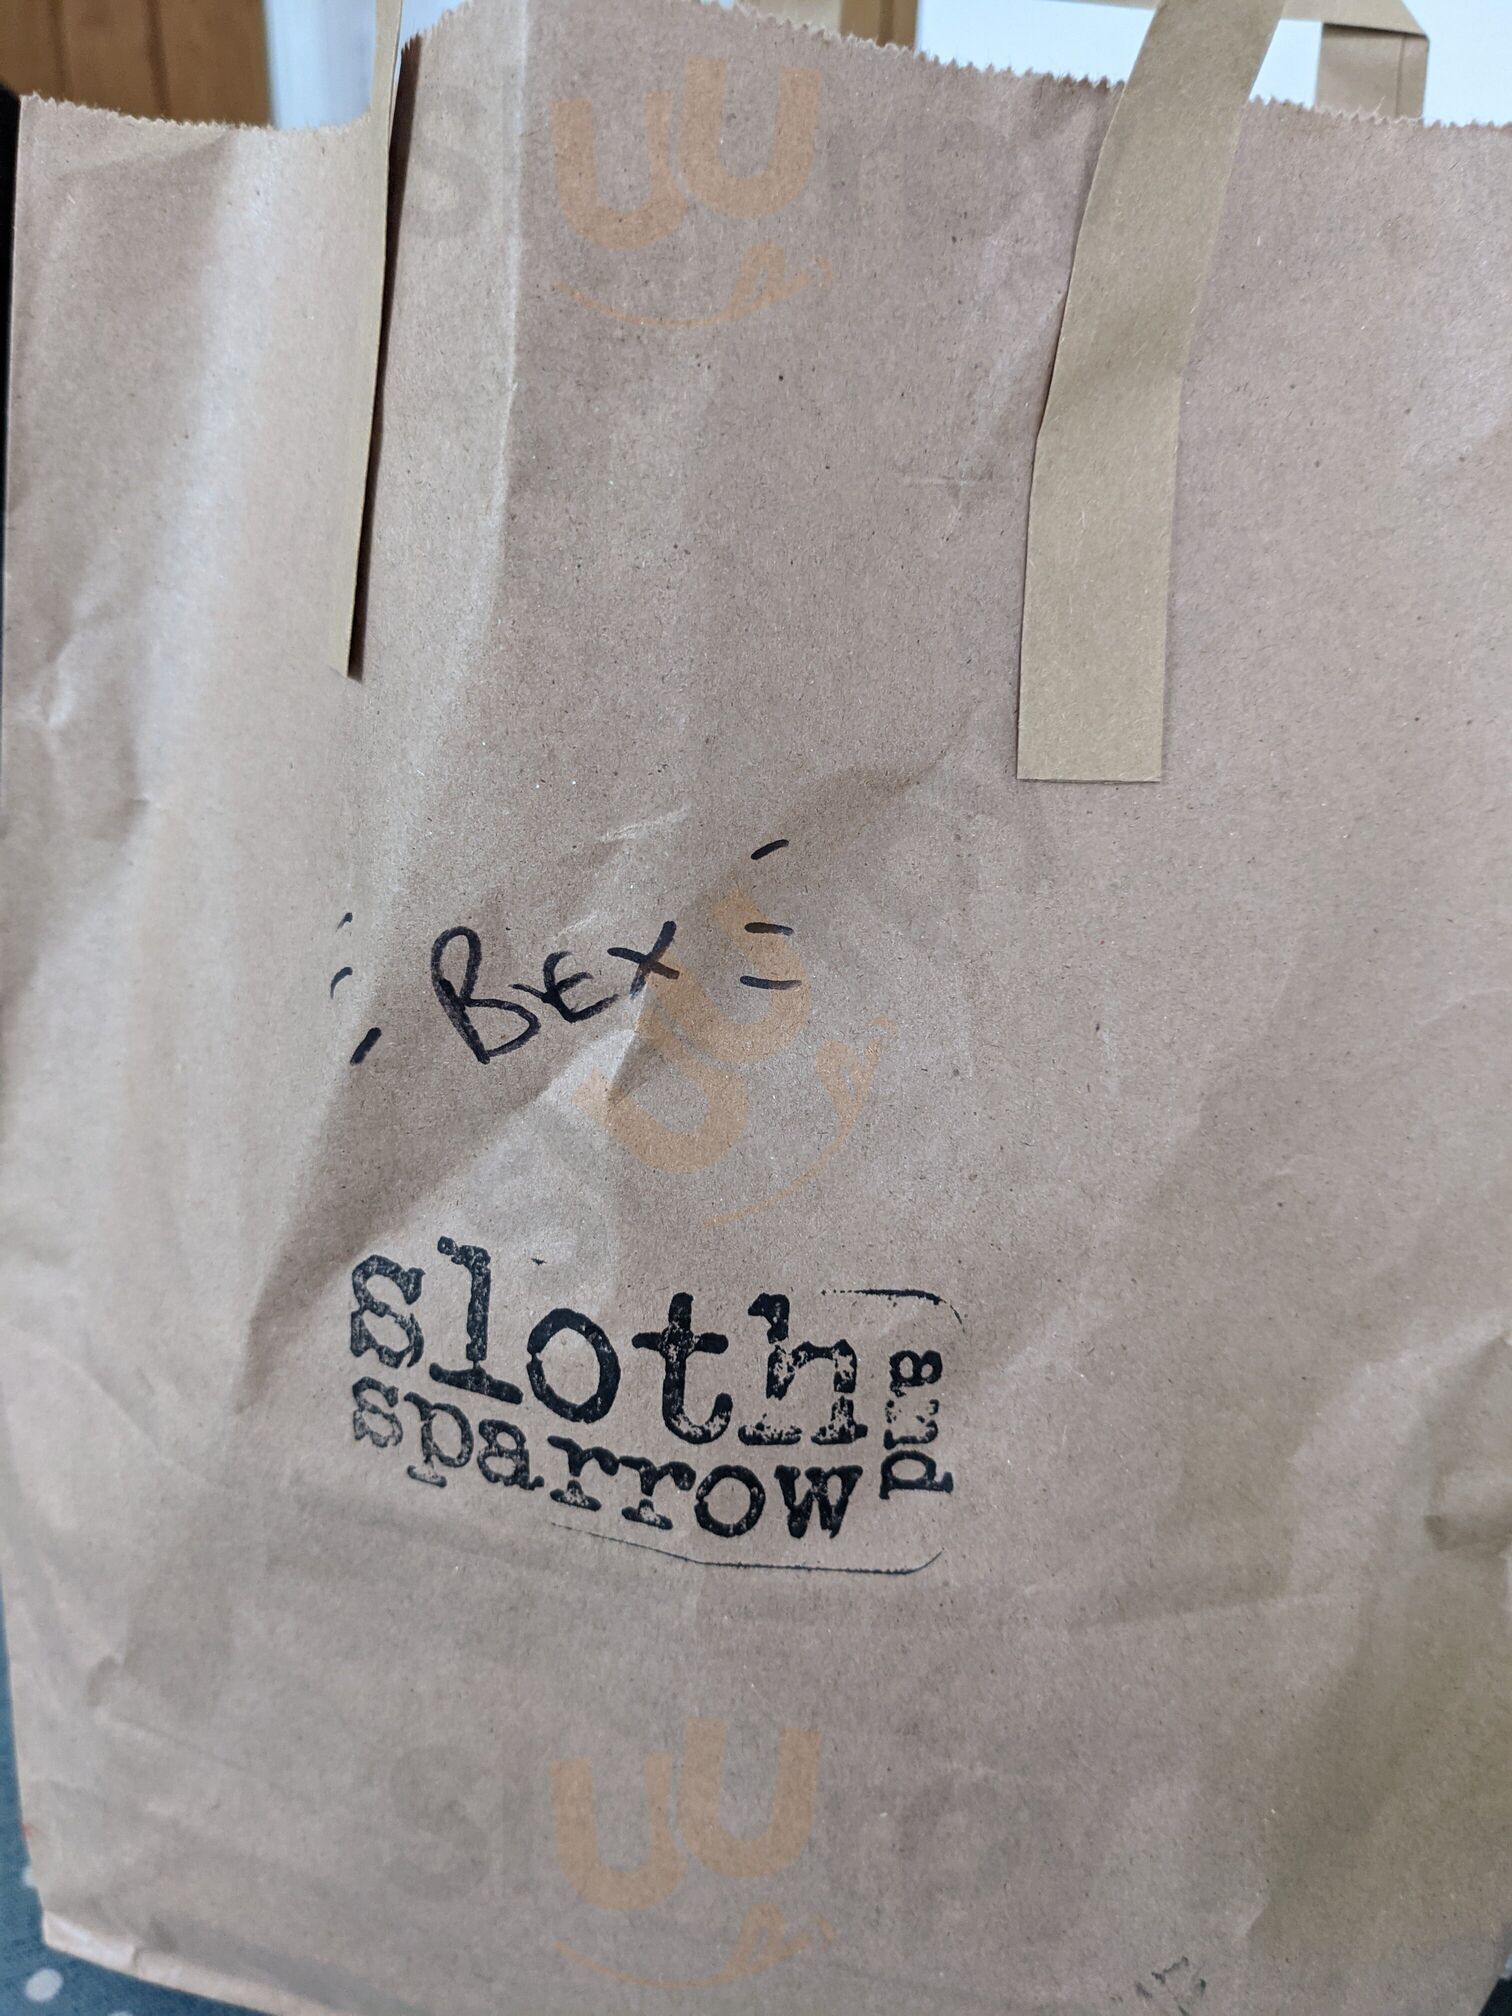 BEX
sloth and
sparrow